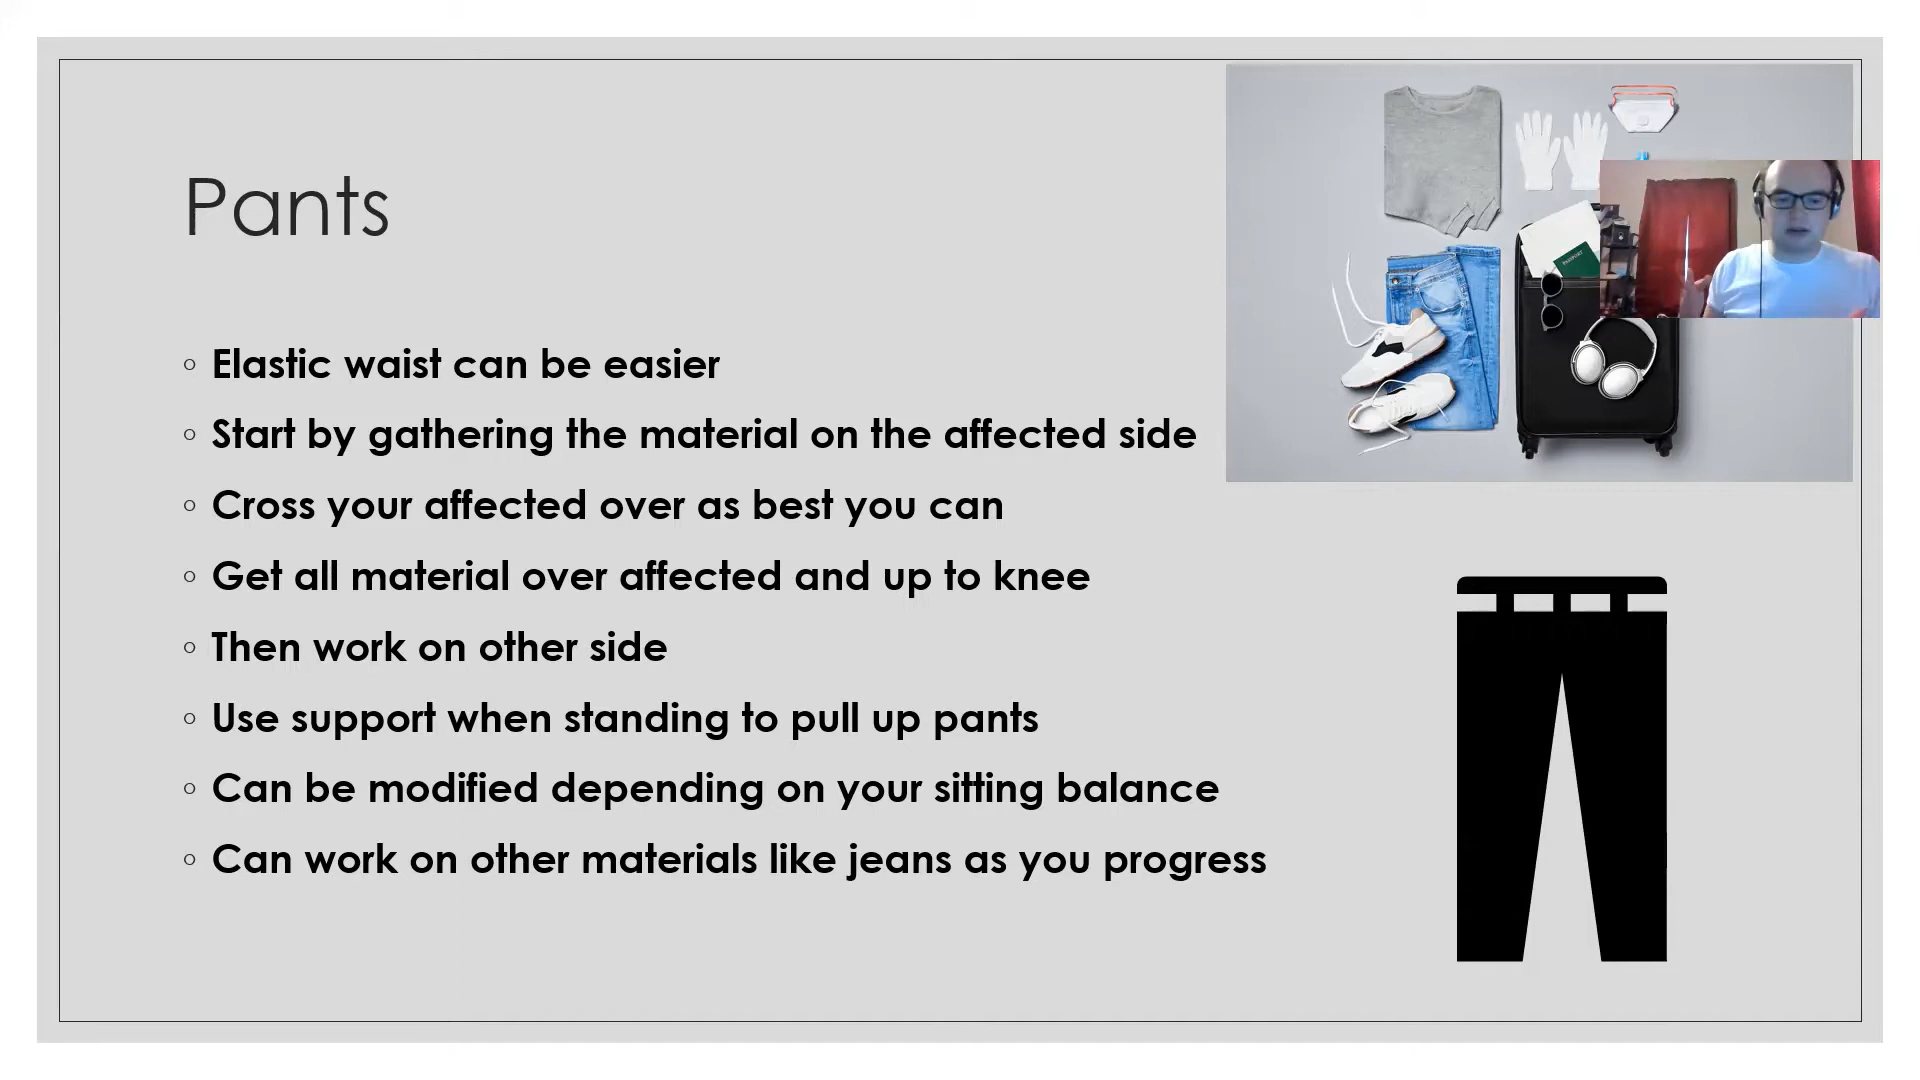 Pants
Elastic waist can be easier
Start by gathering the material on the affected side
Cross your affected over as best you can
Get all material over affected and up to knee
Then work on other side
Use support when standing to pull up pants
Can be modified depending on your sitting balance
Can work on other materials like jeans as you progress
PASSPORT